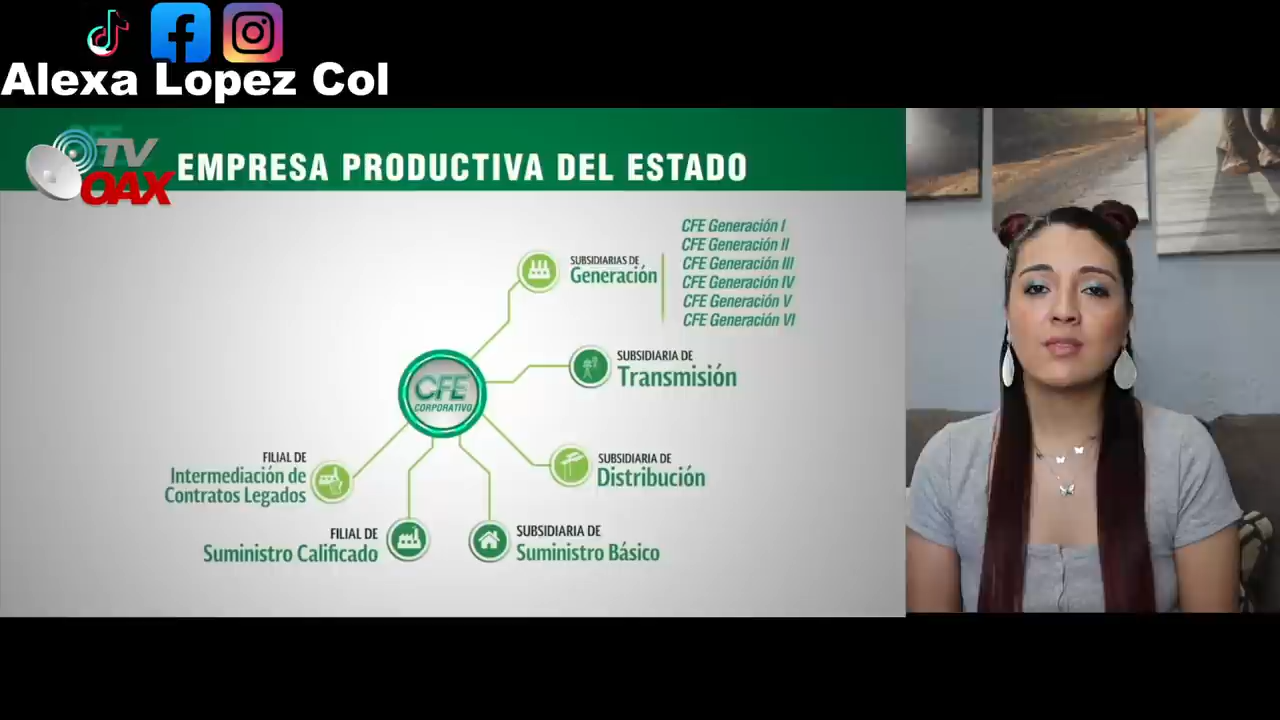 Alexa Lopez Col
TV
OAX
EMPRESA PRODUCTIVA DEL ESTADO
SUBSIDIARIAS DE
Generación
CFE Generación I
CFE Generación II
CFE Generación III
CFE Generación IV
CFE Generación V
CFE Generación VI
SUBSIDIARIA DE
Transmisión
CFE
CORPORATIVO
SUBSIDIARIA DE
Distribución
FILIAL DE
Intermediación de
Contratos Legados
FILIAL DE
Suministro Calificado
SUBSIDIARIA DE
Suministro Básico